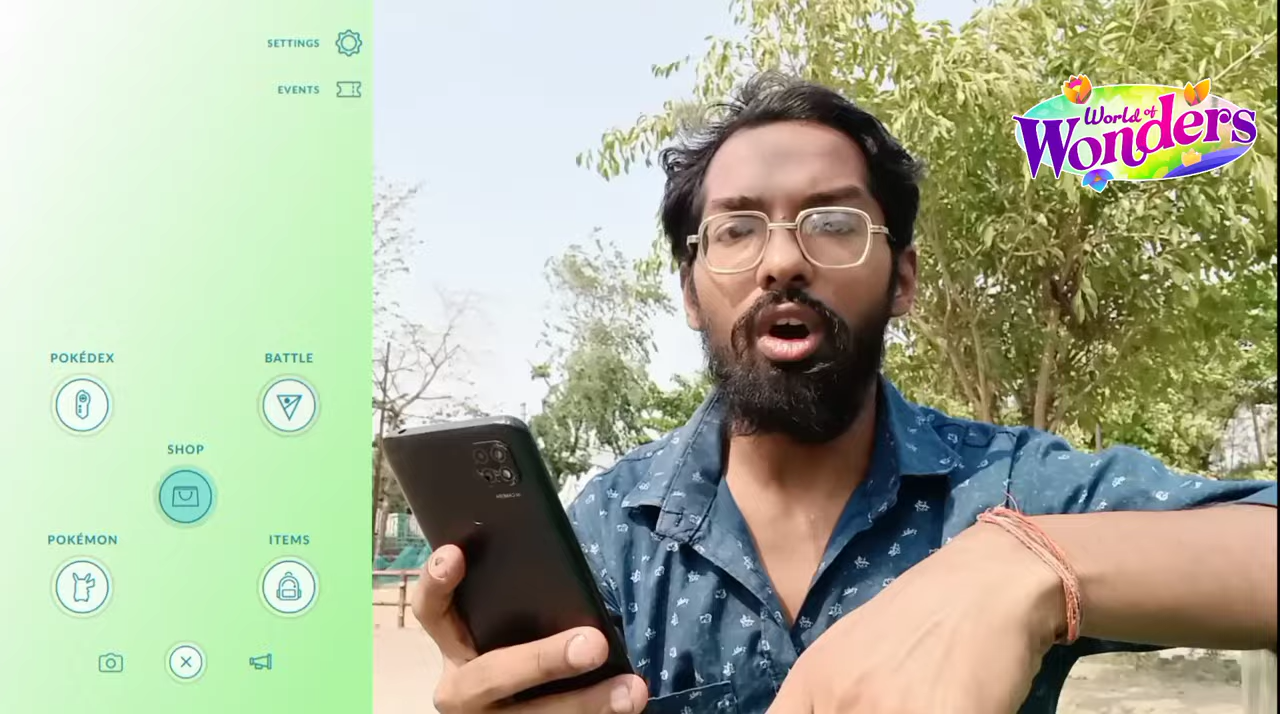 SETTINGS
EVENTS
POKÉDEX
BATTLE
SHOP
POKÉMON
ITEMS
World of
Wonders